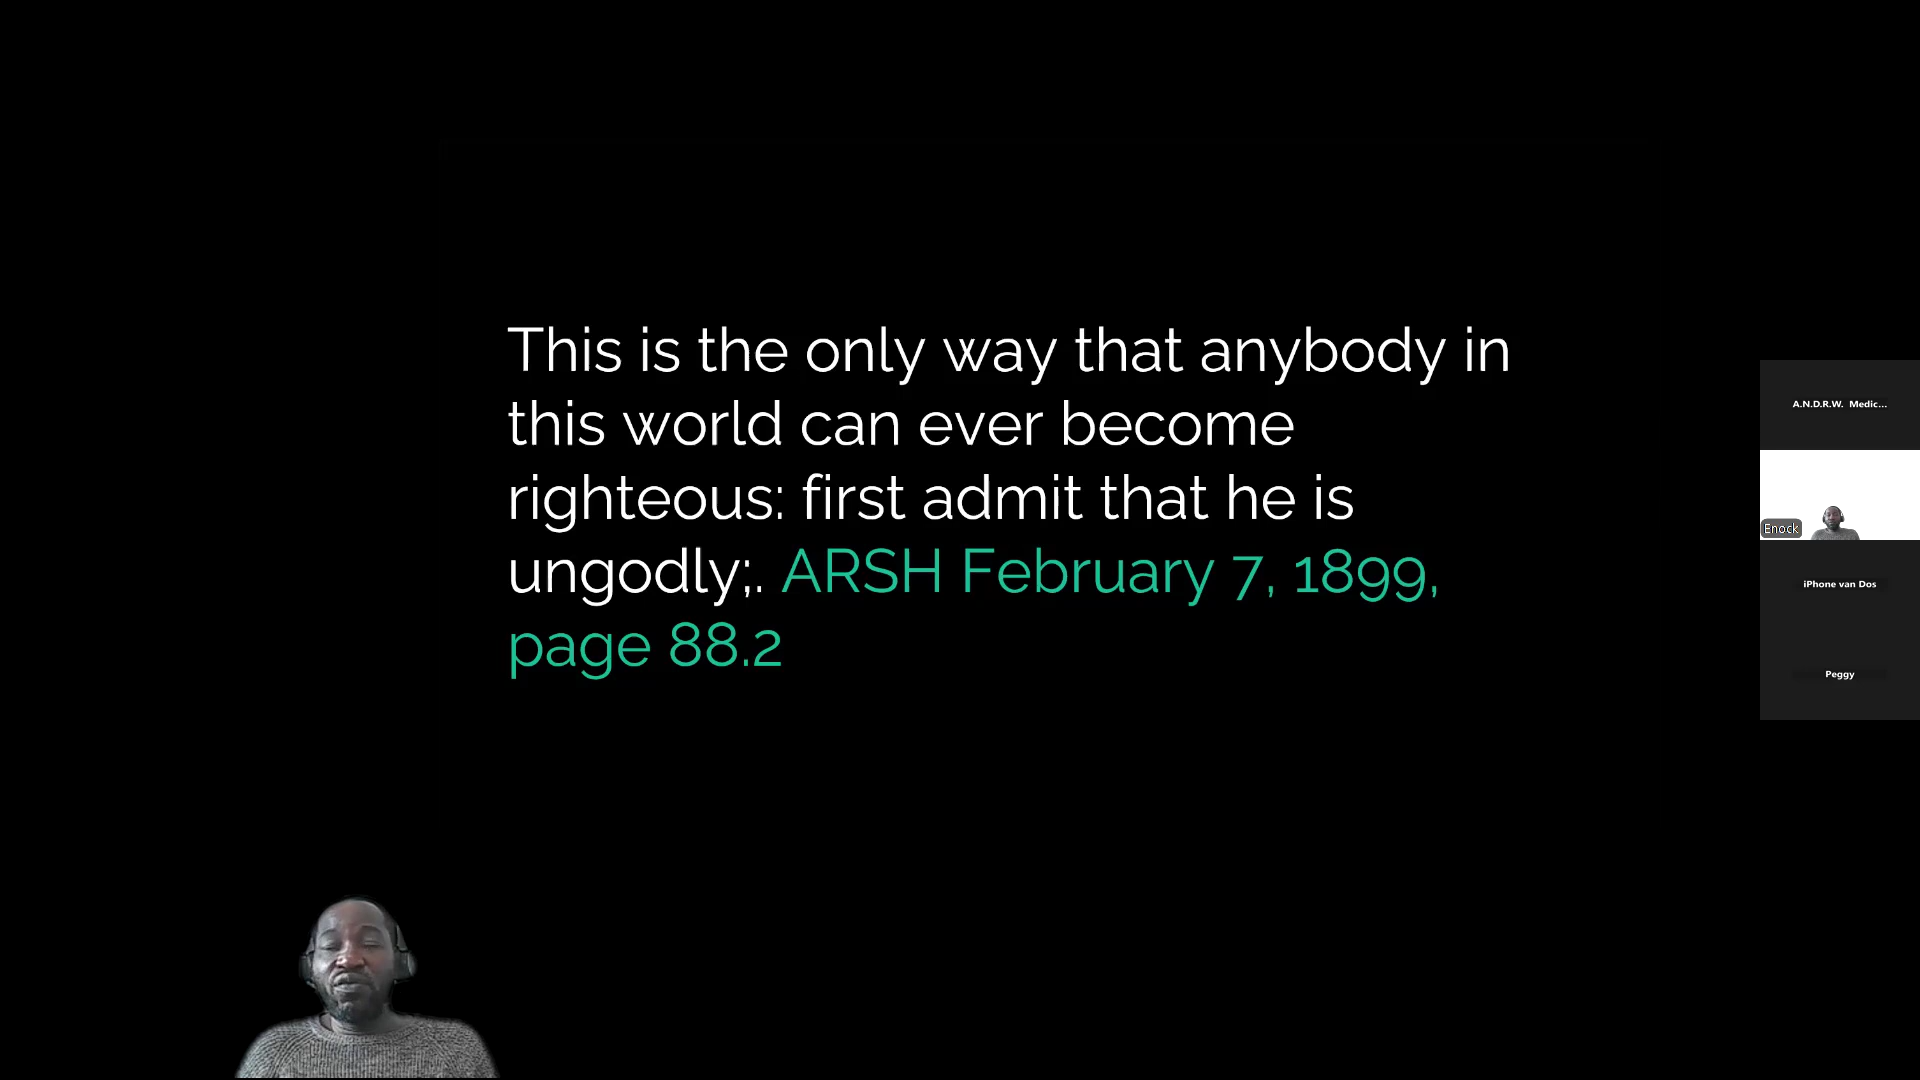 This is the only way that anybody in
this world can ever become
righteous: first admit that he is
ungodly;. ARSH February 7, 1899,
page 88.2
A.N.D.R.W. Medic...
Enock
iPhone van Dos
Peggy